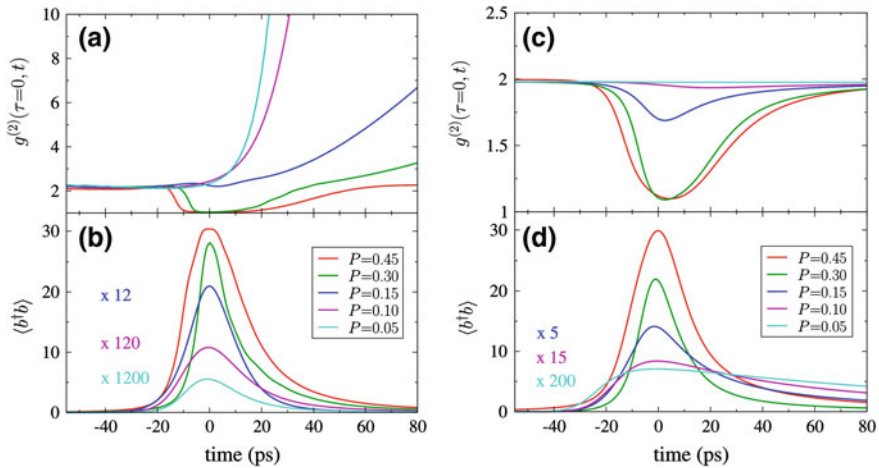 (a)
10
8
6
4
2
g⁽²⁾(τ=0, t)
(b)
30
20
10
0
⟨b†b⟩
x 12
x 120
x 1200
P=0.45
P=0.30
P=0.15
P=0.10
P=0.05
-40 -20 0 20 40 60 80
time (ps)
(c)
2.5
2
1.5
1
g⁽²⁾(τ=0, t)
(d)
30
20
10
0
⟨b†b⟩
x 5
x 15
x 200
P=0.45
P=0.30
P=0.15
P=0.10
P=0.05
-40 -20 0 20 40 60 80
time (ps)